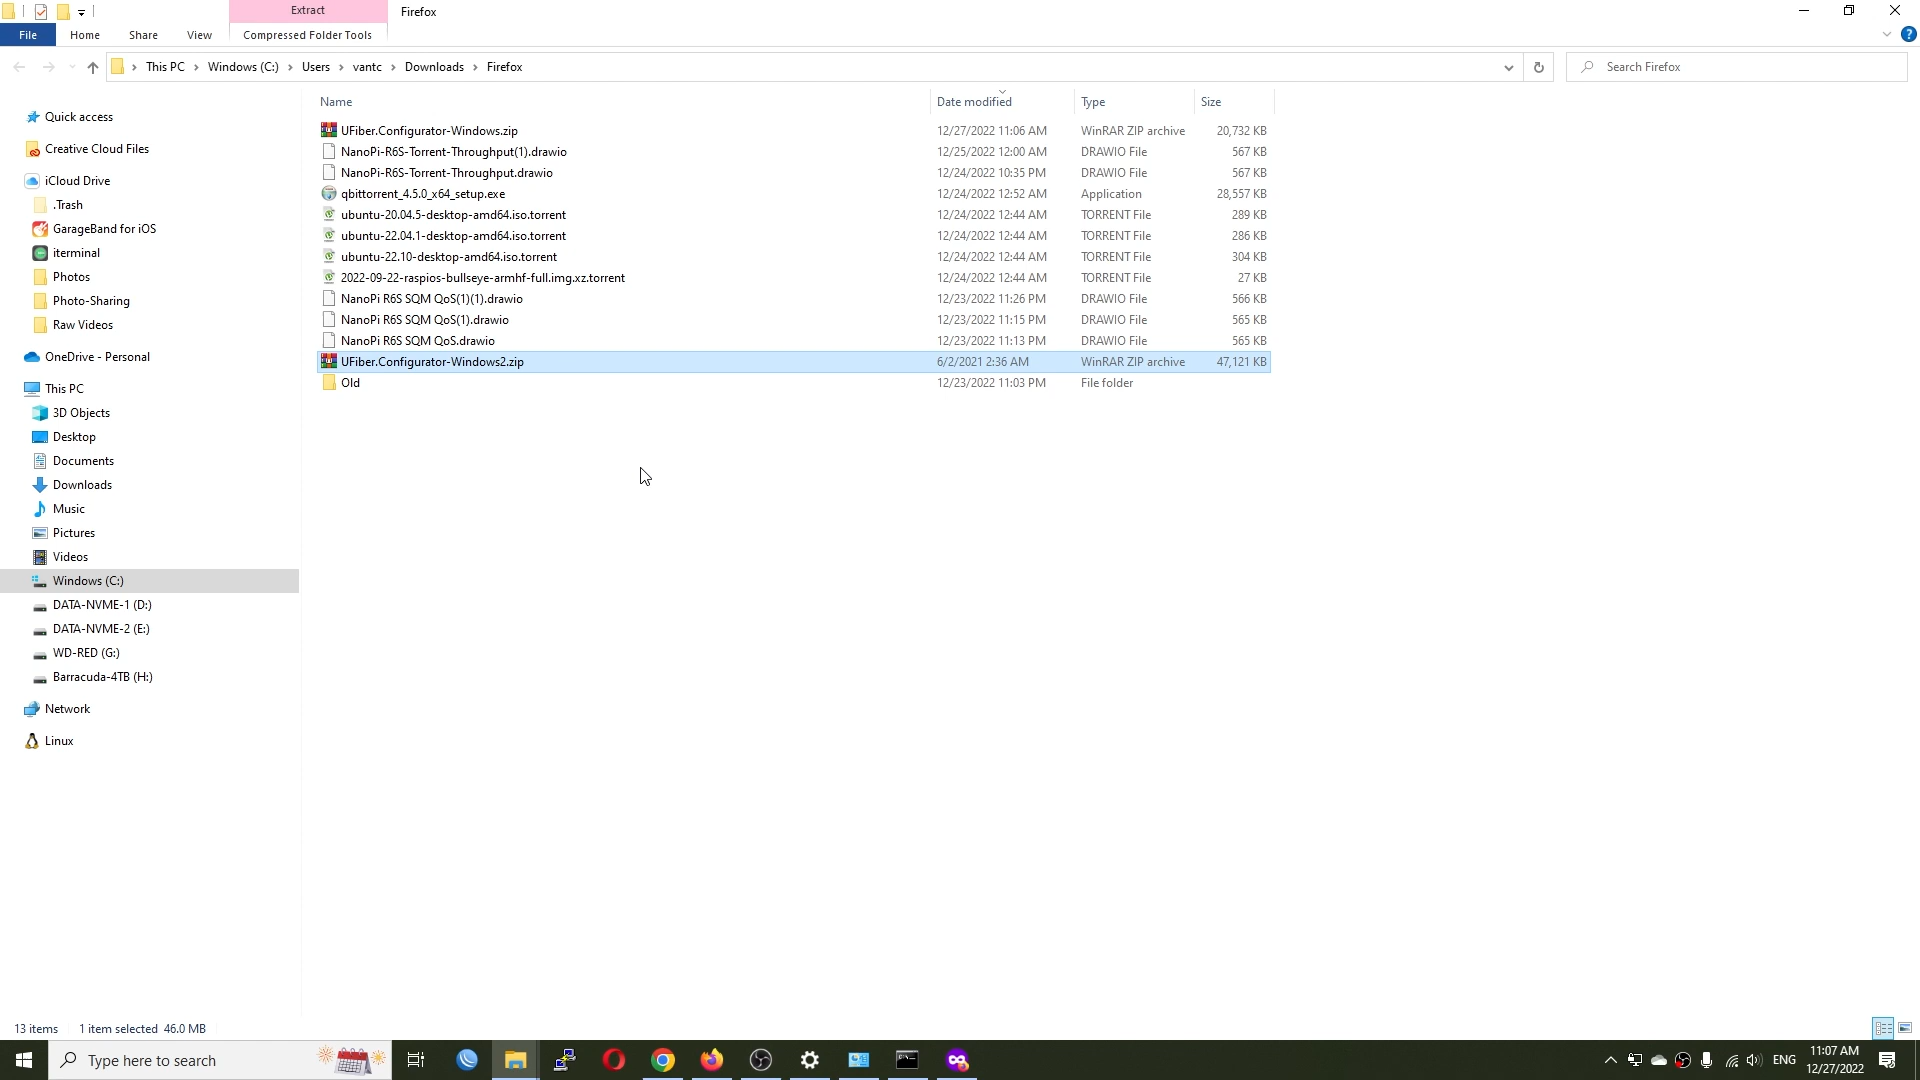 Extract
Firefox
File
Home
Share
View
Compressed Folder Tools
This PC
Windows (C:)
Users
vantc
Downloads
Firefox
Search Firefox
Name
Date modified
Type
Size
UFiber.Configurator-Windows.zip 12/27/2022 11:06 AM WinRAR ZIP archive 20,732 KB
NanoPi-R6S-Torrent-Throughput(1).drawio 12/25/2022 12:00 AM DRAWIO File 567 KB
NanoPi-R6S-Torrent-Throughput.drawio 12/24/2022 10:35 PM DRAWIO File 567 KB
qbittorrent_4.5.0_x64_setup.exe 12/24/2022 12:52 AM Application 28,557 KB
ubuntu-20.04.5-desktop-amd64.iso.torrent 12/24/2022 12:44 AM TORRENT File 289 KB
ubuntu-22.04.1-desktop-amd64.iso.torrent 12/24/2022 12:44 AM TORRENT File 286 KB
ubuntu-22.10-desktop-amd64.iso.torrent 12/24/2022 12:44 AM TORRENT File 304 KB
2022-09-22-raspios-bullseye-armhf-full.img.xz.torrent 12/24/2022 12:44 AM TORRENT File 27 KB
NanoPi R6S SQM QoS(1)(1).drawio 12/23/2022 11:26 PM DRAWIO File 566 KB
NanoPi R6S SQM QoS(1).drawio 12/23/2022 11:15 PM DRAWIO File 565 KB
NanoPi R6S SQM QoS.drawio 12/23/2022 11:13 PM DRAWIO File 565 KB
UFiber.Configurator-Windows2.zip 6/2/2021 2:36 AM WinRAR ZIP archive 47,121 KB
Old 12/23/2022 11:03 PM File folder
Quick access
Creative Cloud Files
iCloud Drive
.Trash
GarageBand for iOS
iterminal
Photos
Photo-Sharing
Raw Videos
OneDrive - Personal
This PC
3D Objects
Desktop
Documents
Downloads
Music
Pictures
Videos
Windows (C:)
DATA-NVME-1 (D:)
DATA-NVME-2 (E:)
WD-RED (G:)
Barracuda-4TB (H:)
Network
Linux
13 items
1 item selected 46.0 MB
Type here to search
ENG
11:07 AM
12/27/2022